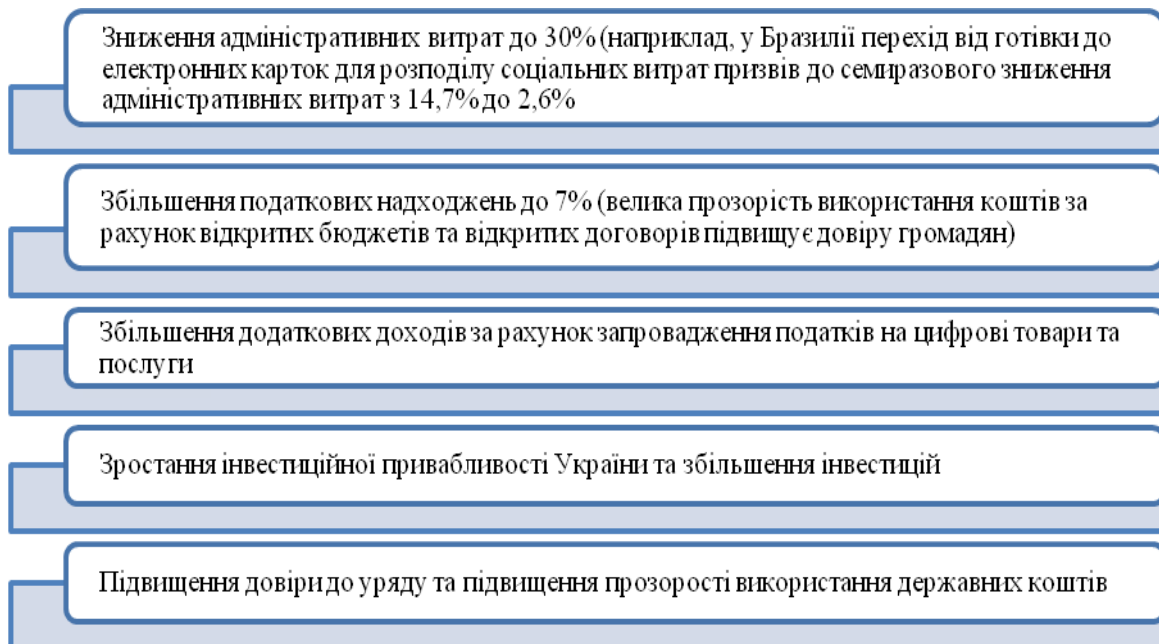 Зниження адміністративних витрат до 30% (наприклад, у Бразилії перехід від готівки до
електронних карток для розподілу соціальних витрат призвів до семиразового зниження
адміністративних витрат з 14,7% до 2,6%
Збільшення податкових надходжень до 7% (велика прозорість використання коштів за
рахунок відкритих бюджетів та відкритих договорів підвищує довіру громадян)
Збільшення додаткових доходів за рахунок запровадження податків на цифрові товари та
послуги
Зростання інвестиційної привабливості України та збільшення інвестицій
Підвищення довіри до уряду та підвищення прозорості використання державних коштів